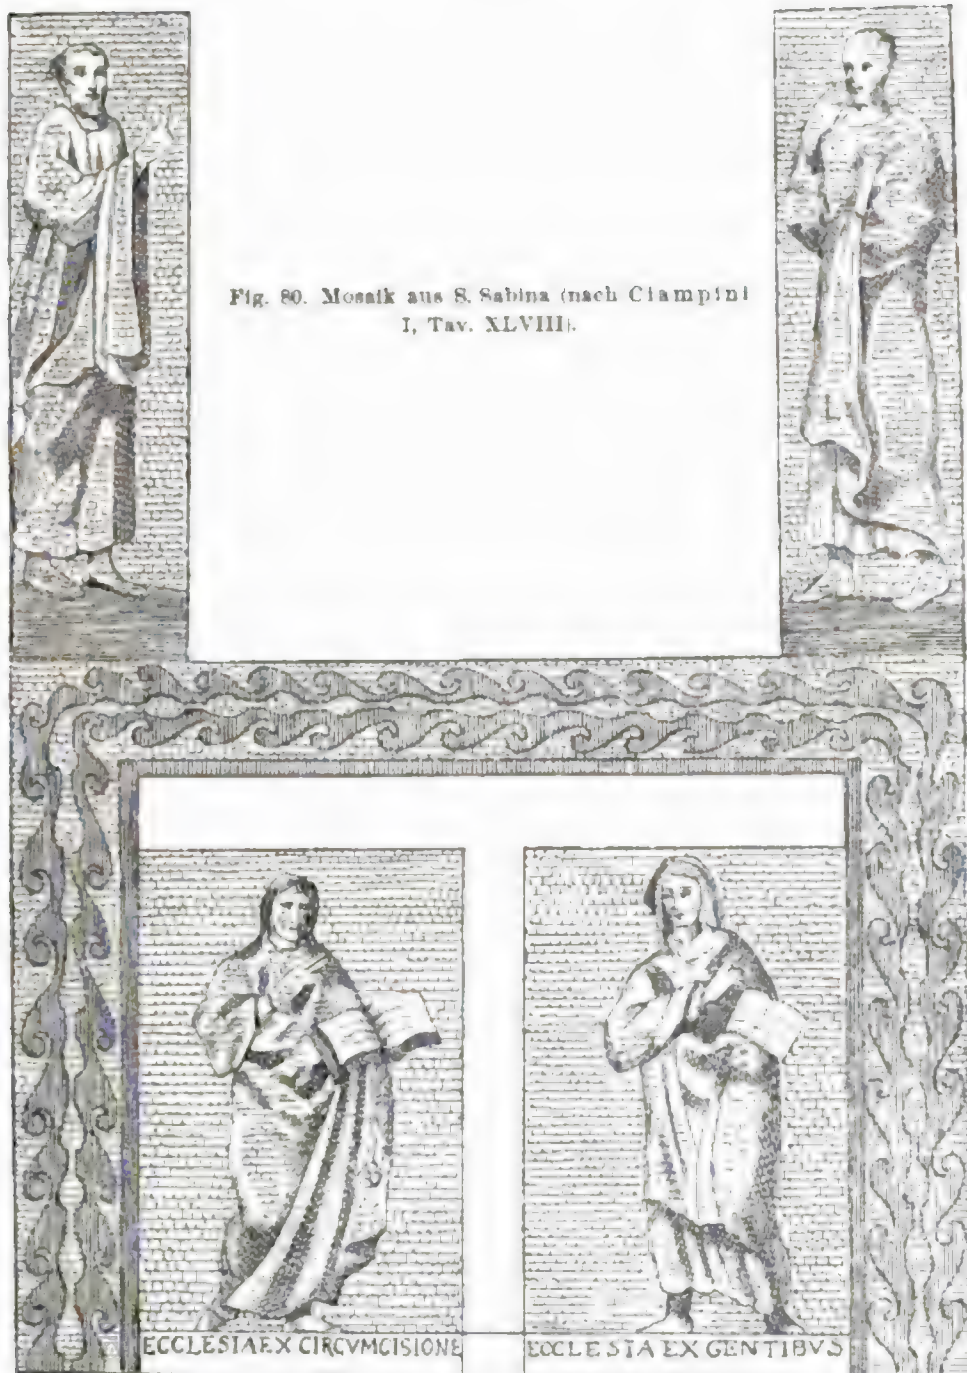 Fig. 80. Mosaik aus S. Sabina (nach Ciampini
I, Tav. XLVIII).
ECCLESIA EX CIRCVMCISIONE
ECCLESIA EX GENTIBVS